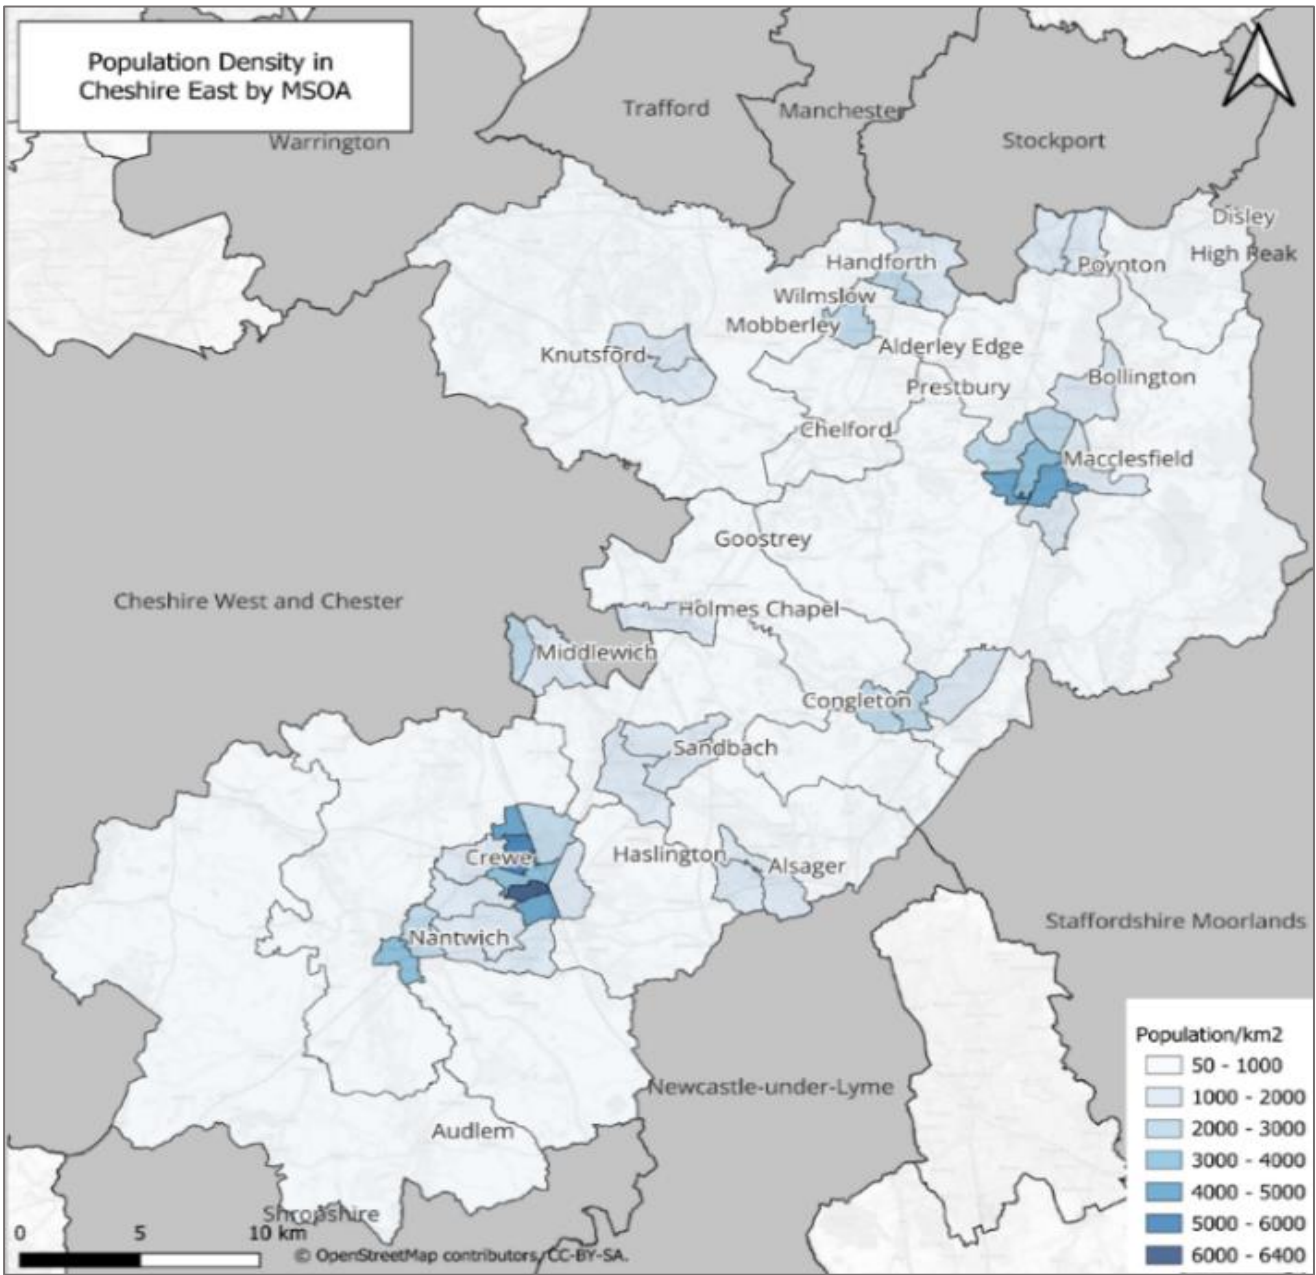 Population Density in
Cheshire East by MSOA
Trafford
Manchester
Warrington
Stockport
Disley
High Peak
Handforth
Poynton
Wilmslow
Mobberley
Alderley Edge
Knutsford
Bollington
Prestbury
Chelford
Macclesfield
Goostrey
Cheshire West and Chester
Holmes Chapel
Middlewich
Congleton
Sandbach
Crewe
Haslington
Alsager
Staffordshire Moorlands
Nantwich
Newcastle-under-Lyme
Audlem
Shropshire
Population/km2
50 - 1000
1000 - 2000
2000 - 3000
3000 - 4000
4000 - 5000
5000 - 6000
6000 - 6400
0 5 10 km
© OpenStreetMap contributors, CC-BY-SA.